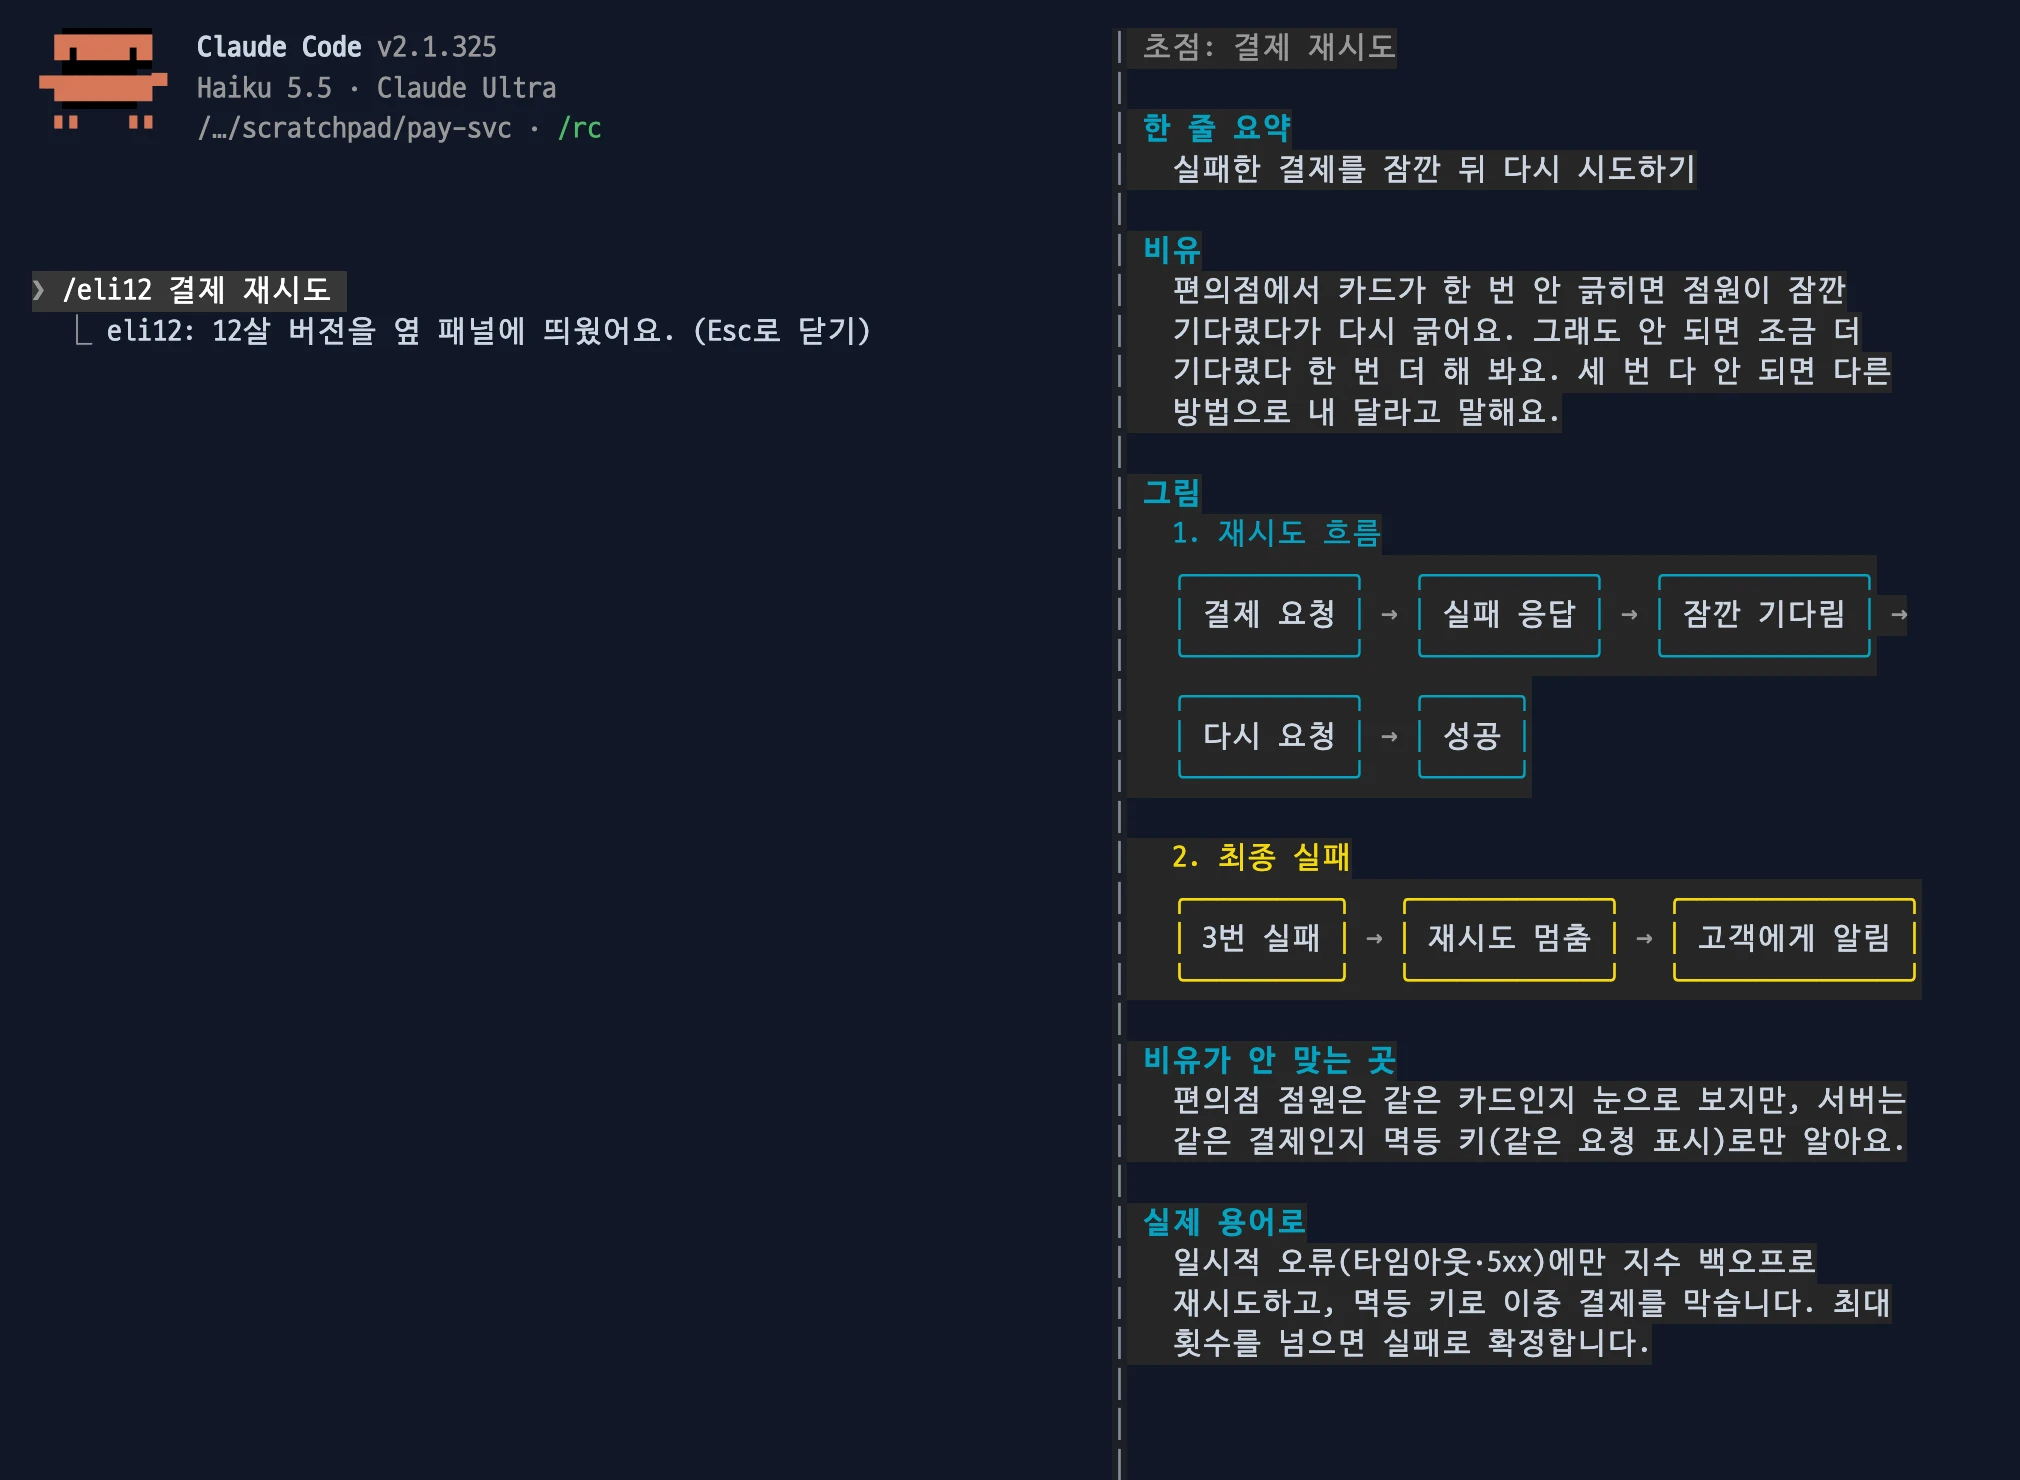 Claude Code v2.1.325
Haiku 5.5 · Claude Ultra
/…/scratchpad/pay-svc · /rc
❯ /eli12 결제 재시도
⎿ eli12: 12살 버전을 옆 패널에 띄웠어요. (Esc로 닫기)
초점: 결제 재시도
한 줄 요약
실패한 결제를 잠깐 뒤 다시 시도하기
비유
편의점에서 카드가 한 번 안 긁히면 점원이 잠깐
기다렸다가 다시 긁어요. 그래도 안 되면 조금 더
기다렸다 한 번 더 해 봐요. 세 번 다 안 되면 다른
방법으로 내 달라고 말해요.
그림
1. 재시도 흐름
결제 요청 → 실패 응답 → 잠깐 기다림 →
다시 요청 → 성공
2. 최종 실패
3번 실패 → 재시도 멈춤 → 고객에게 알림
비유가 안 맞는 곳
편의점 점원은 같은 카드인지 눈으로 보지만, 서버는
같은 결제인지 멱등 키(같은 요청 표시)로만 알아요.
실제 용어로
일시적 오류(타임아웃·5xx)에만 지수 백오프로
재시도하고, 멱등 키로 이중 결제를 막습니다. 최대
횟수를 넘으면 실패로 확정합니다.